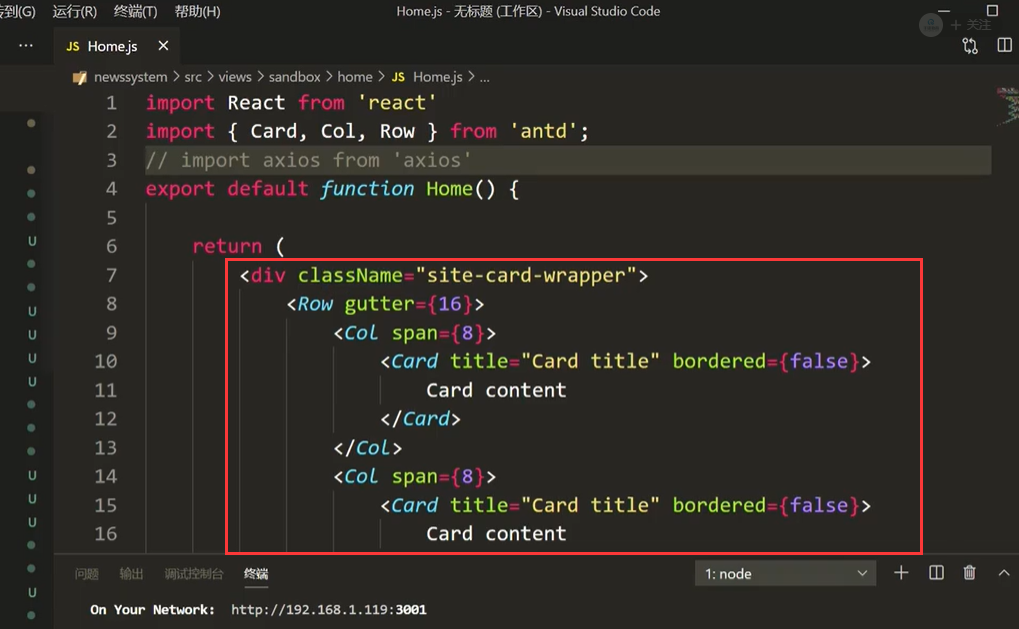 转到(G) 运行(R) 终端(T) 帮助(H) Home.js - 无标题 (工作区) - Visual Studio Code
+ 关注
... JS Home.js ×
newssystem > src > views > sandbox > home > JS Home.js > ...
1 import React from 'react'
2 import { Card, Col, Row } from 'antd';
3 // import axios from 'axios'
4 export default function Home() {
5
6 return (
7 <div className="site-card-wrapper">
8 <Row gutter={16}>
9 <Col span={8}>
10 <Card title="Card title" bordered={false}>
11 Card content
12 </Card>
13 </Col>
14 <Col span={8}>
15 <Card title="Card title" bordered={false}>
16 Card content
U
U
U
U
U
U
U
U
U
问题 输出 调试控制台 终端 1: node
On Your Network: http://192.168.1.119:3001